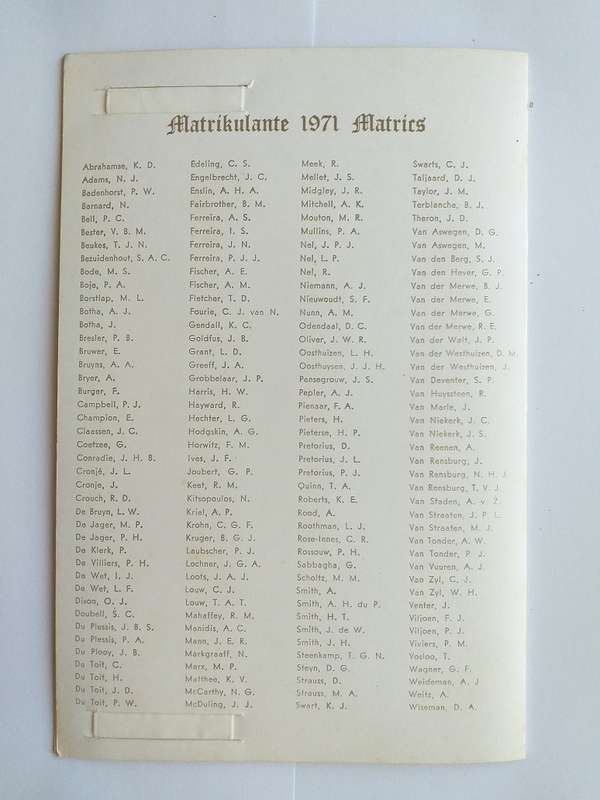 Matrikulante 1971 Matrics
Abrahamse, K. D.
Adams, N. J.
Badenhorst, P. W.
Barnard, N.
Bell, P. C.
Bester, V. B. M.
Beukes, T. J. N.
Bezuidenhout, S. A. C.
Bode, M. S.
Boje, P. A.
Borstlap, M. L.
Botha, A. J.
Botha, J.
Bresler, P. B.
Bruwer, E.
Bruyns, A. A.
Bryer, A.
Burger, F.
Campbell, P. J.
Champion, E.
Claassen, J. C.
Coetzee, G.
Conradie, J. H. B.
Cronjé, J. L.
Cronje, J.
Crouch, R. D.
De Bruyn, L. W.
De Jager, M. P.
De Jager, P. H.
De Klerk, P.
De Villiers, P. H.
De Wet, I. J.
De Wet, L. F.
Dixon, O. J.
Doubell, S. C.
Du Plessis, J. B. S.
Du Plessis, P. A.
Du Plooy, J. B.
Du Toit, C.
Du Toit, H.
Du Toit, J. D.
Du Toit, P. W.
Edeling, C. S.
Engelbrecht, J. C.
Enslin, A. H. A.
Fairbrother, B. M.
Ferreira, A. S.
Ferreira, I. S.
Ferreira, J. N.
Ferreira, P. J. J.
Fischer, A. E.
Fischer, A. M.
Fletcher, T. D.
Fourie, C. J. van N.
Gendall, K. C.
Goldfus, J. B.
Grant, L. D.
Greeff, J. A.
Grobbelaar, J. P.
Harris, H. W.
Hayward, R.
Hechter, L. G.
Hodgskin, A. G.
Horwitz, F. M.
Ives, J. F.
Joubert, G. P.
Keet, R. M.
Kitsopoulos, N.
Kriel, A. P.
Krohn, C. G. F.
Kruger, B. G. J.
Laubscher, P. J.
Lochner, J. G. A.
Loots, J. A. J.
Louw, C. J.
Louw, T. A. T.
Mahaffey, R. M.
Manidis, A. C.
Mann, J. E. R.
Markgraaff, N.
Marx, M. P.
Matthee, K. V.
McCarthy, N. G.
McDuling, J. J.
Meek, R.
Mellet, J. S.
Midgley, J. R.
Mitchell, A. K.
Mouton, M. R.
Mullins, P. A.
Nel, J. P. J.
Nel, L. P.
Nel, R.
Niemann, A. J.
Nieuwoudt, S. F.
Nunn, A. M.
Odendaal, D. C.
Oliver, J. W. R.
Oosthuizen, L. H.
Oosthuysen, J. J. H.
Pansegrouw, J. S.
Pepler, A. J.
Pienaar, F. A.
Pieters, H.
Pieterse, H. P.
Pretorius, D.
Pretorius, J. L.
Pretorius, P. J.
Quinn, T. A.
Roberts, K. E.
Rood, A.
Roothman, L. J.
Rose-Innes, C. R.
Rossouw, P. H.
Sabbagha, G.
Scholtz, M. M.
Smith, A.
Smith, A. H. du P.
Smith, H. T.
Smith, J. de W.
Smith, J. H.
Steenkamp, T. G. N.
Steyn, D. G.
Strauss, D.
Strauss, M. A.
Swart, K. J.
Swarts, C. J.
Taljaard, D. J.
Taylor, J. M.
Terblanche, B. J.
Theron, J. D.
Van Aswegen, D. G.
Van Aswegen, M.
Van den Berg, S. J.
Van den Hever, G. P.
Van der Merwe, B. J.
Van der Merwe, E.
Van der Merwe, G.
Van der Merwe, R. E.
Van der Walt, J. P.
Van der Westhuizen, D. M.
Van der Westhuizen, J.
Van Deventer, S. P.
Van Huyssteen, R.
Van Marle, J.
Van Niekerk, J. C.
Van Niekerk, J. S.
Van Reenen, A.
Van Rensburg, J.
Van Rensburg, N. H. J.
Van Rensburg, T. V. J.
Van Staden, A. v. Z.
Van Straaten, J. P. L.
Van Straaten, M. J.
Van Tonder, A. W.
Van Tonder, P. J.
Van Vuuren, A. J.
Van Zyl, C. J.
Van Zyl, W. H.
Venter, J.
Viljoen, F. J.
Viljoen, P. J.
Viviers, P. M.
Vosloo, T.
Wagner, G. F.
Weideman, A. J
Weitz, A.
Wiseman, D. A.